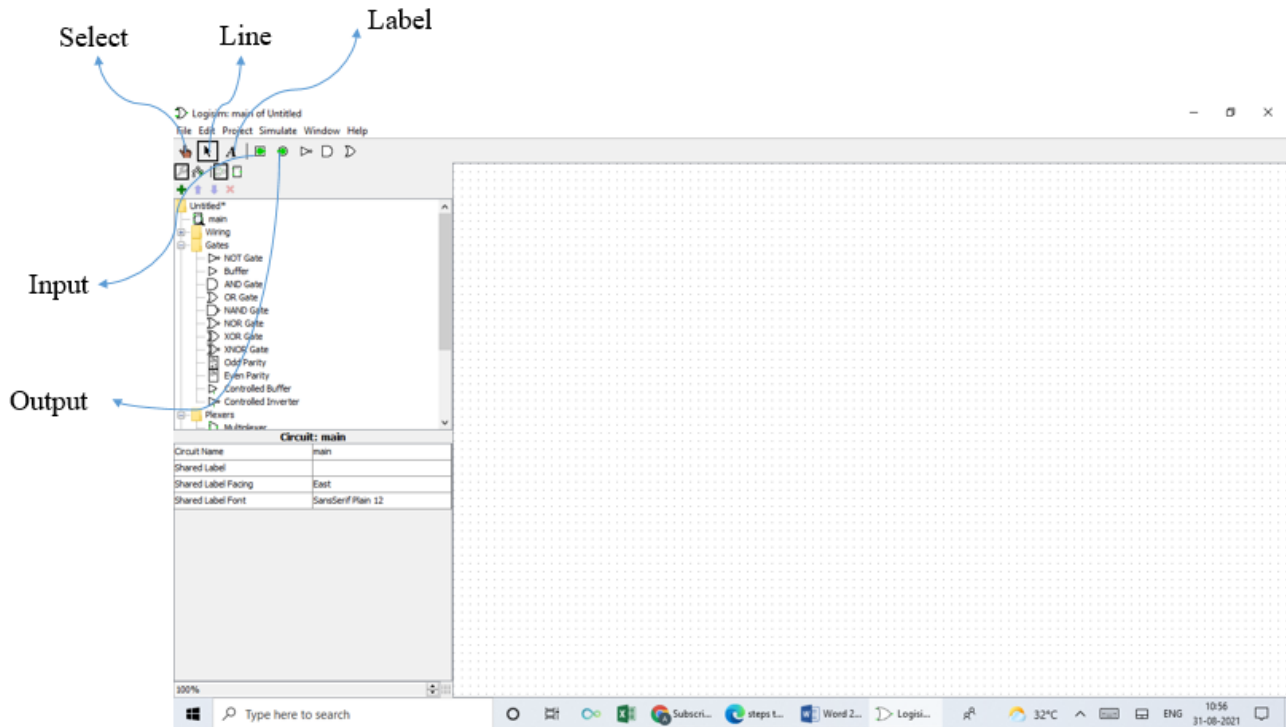 Label
Select
Line
Logisim: main of Untitled
File Edit Project Simulate Window Help
A
Untitled*
main
Wiring
Gates
NOT Gate
Buffer
AND Gate
OR Gate
NAND Gate
NOR Gate
XOR Gate
XNOR Gate
Odd Parity
Even Parity
Controlled Buffer
Controlled Inverter
Plexers
Multiplexer
Input
Output
Circuit: main
Circuit Name main
Shared Label
Shared Label Facing East
Shared Label Font SansSerif Plain 12
100%
Type here to search
Subscri...
steps t...
Word 2...
Logisi...
32°C
ENG
10:56
31-08-2021